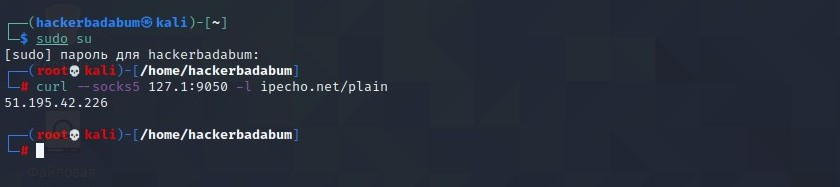 ┌──(hackerbadabum㉿kali)-[~]
└─$ sudo su
[sudo] пароль для hackerbadabum:
┌──(root💀kali)-[/home/hackerbadabum]
└─# curl --socks5 127.1:9050 -l ipecho.net/plain
51.195.42.226
┌──(root💀kali)-[/home/hackerbadabum]
└─#
Файловая